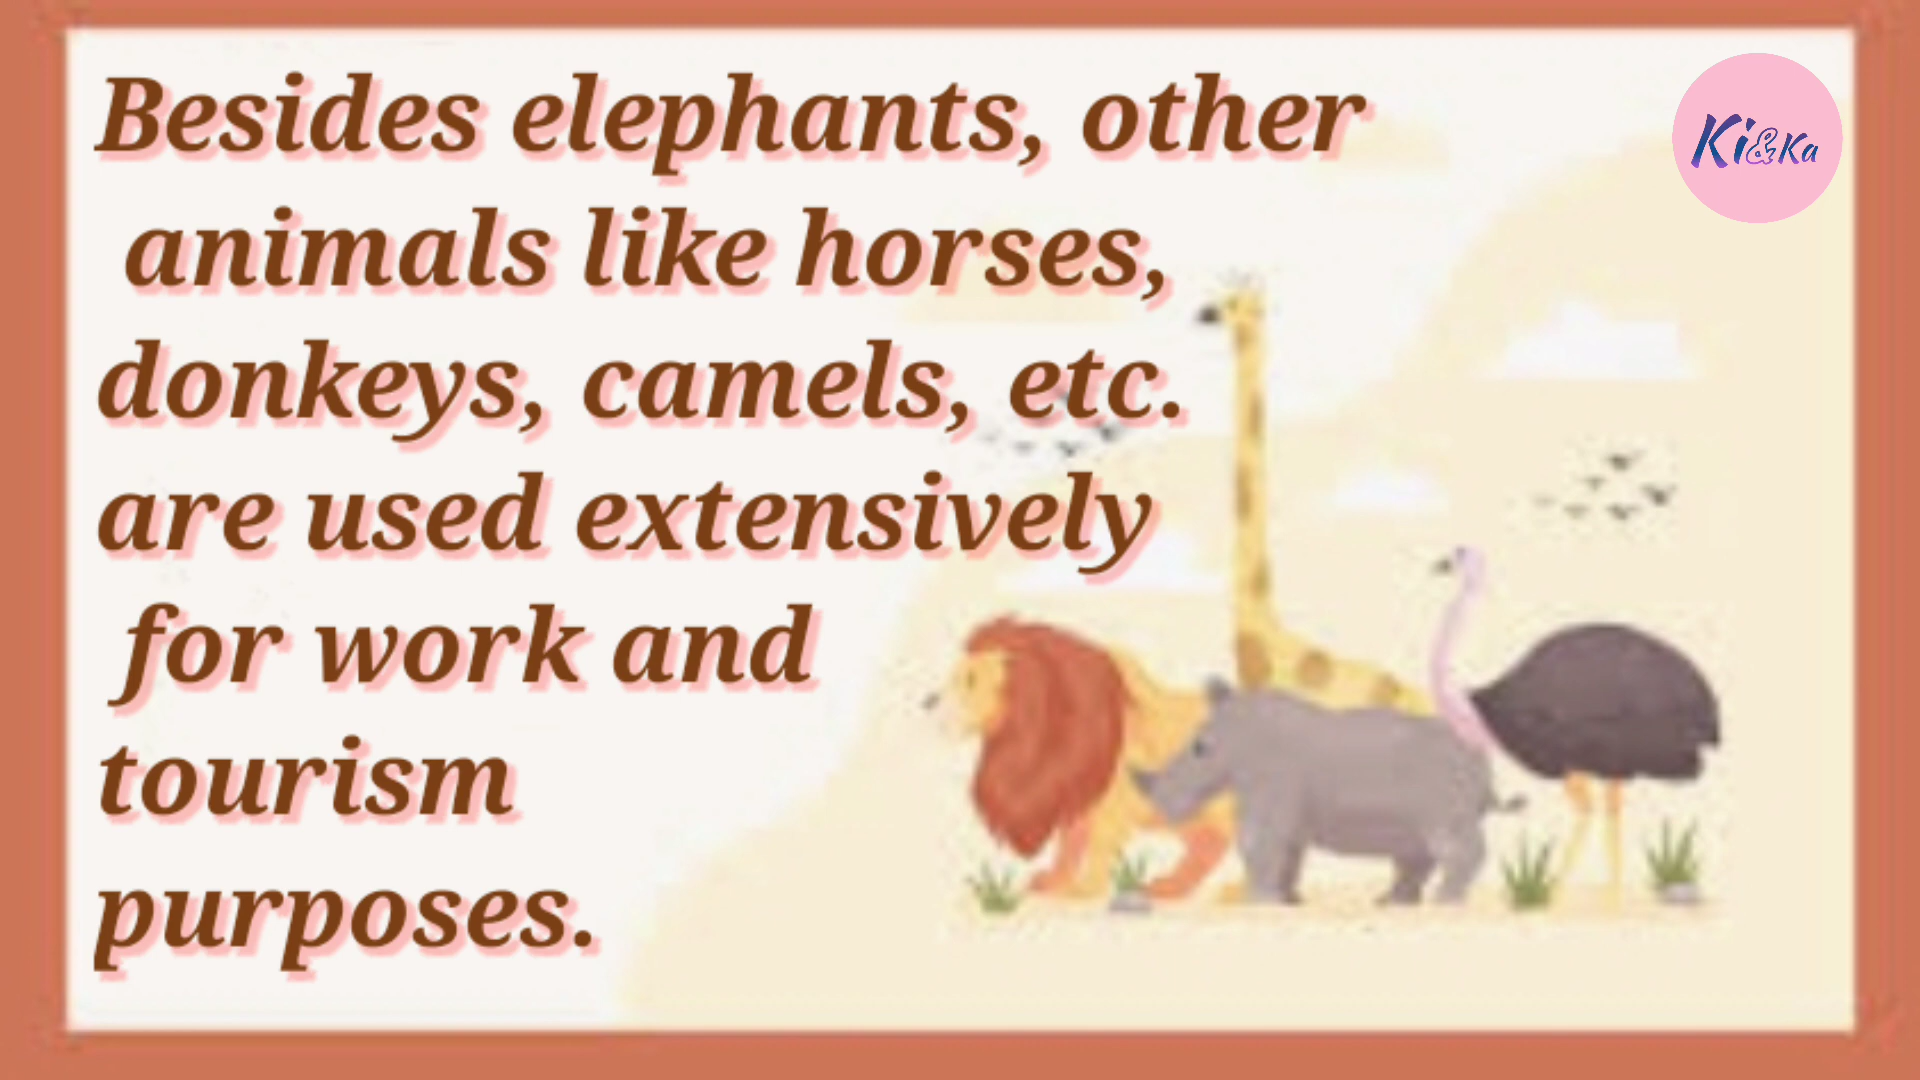 Besides elephants, other
animals like horses,
donkeys, camels, etc.
are used extensively
for work and
tourism
purposes.
Ki&Ka